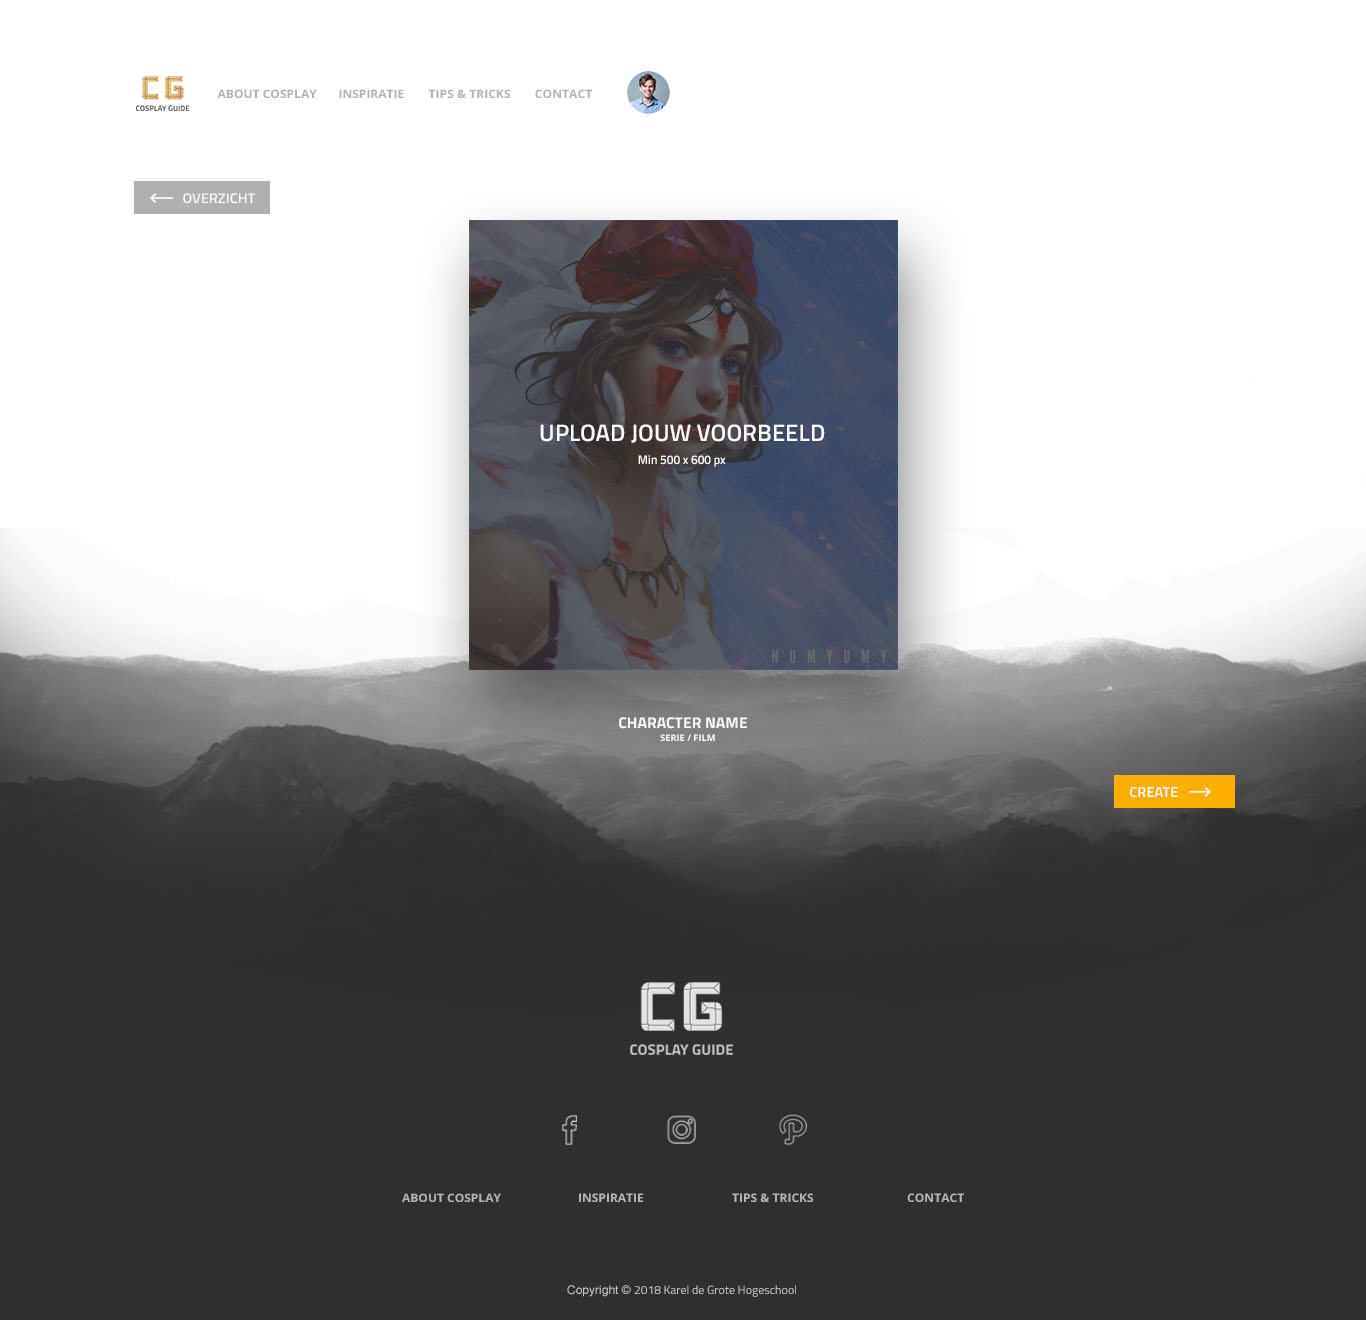 CG
COSPLAY GUIDE
ABOUT COSPLAY
INSPIRATIE
TIPS & TRICKS
CONTACT
OVERZICHT
UPLOAD JOUW VOORBEELD
Min 500 x 600 px
NUMYUMY
CHARACTER NAME
SERIE / FILM
CREATE
CG
COSPLAY GUIDE
ABOUT COSPLAY
INSPIRATIE
TIPS & TRICKS
CONTACT
Copyright © 2018 Karel de Grote Hogeschool